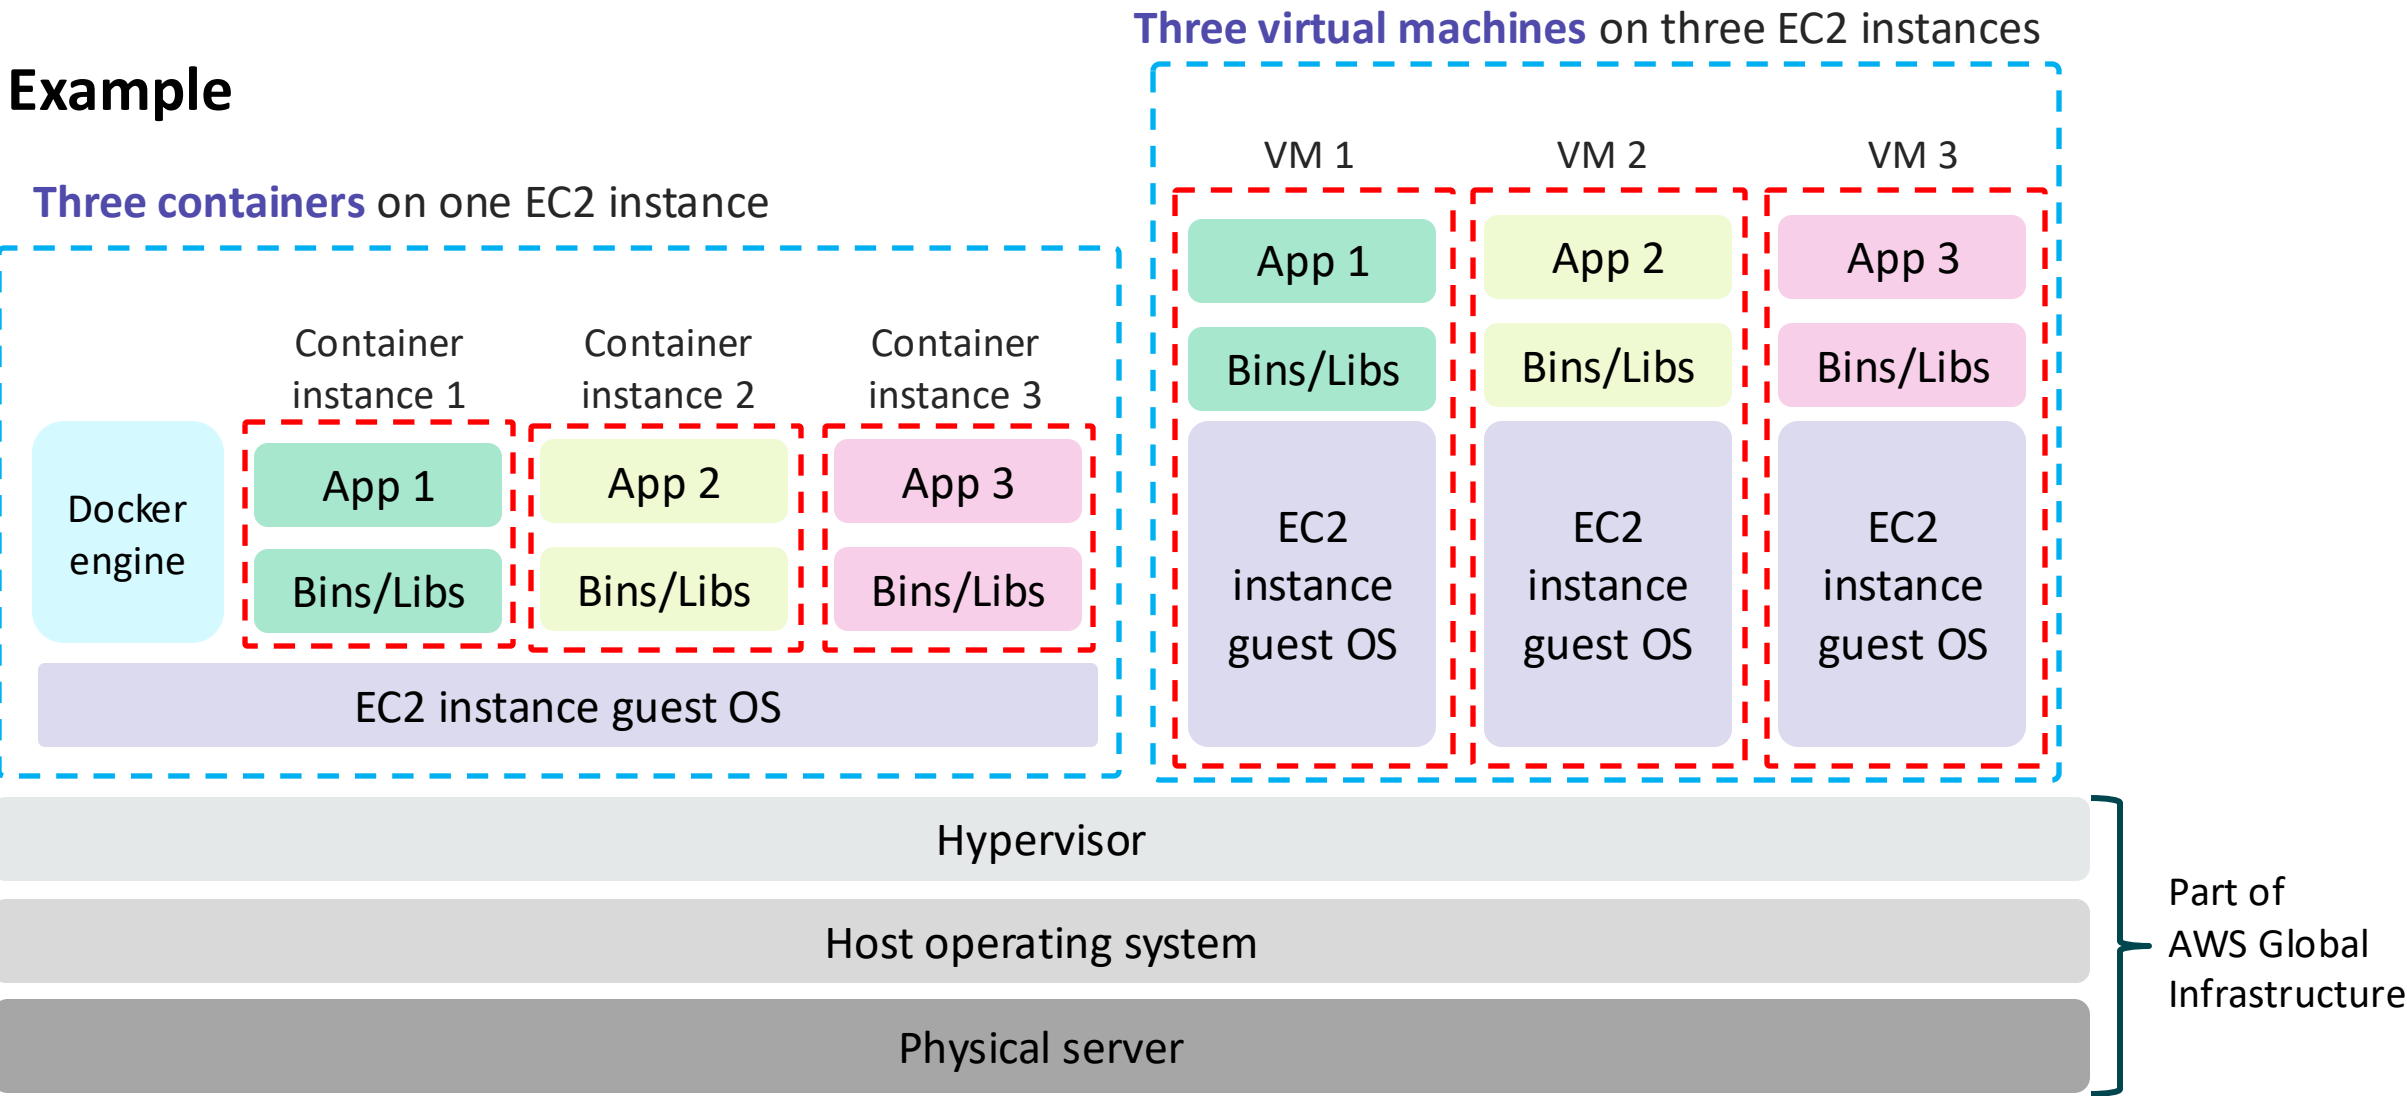 Example
Three containers on one EC2 instance
Container
instance 1
Container
instance 2
Container
instance 3
Docker
engine
App 1
Bins/Libs
App 2
Bins/Libs
App 3
Bins/Libs
EC2 instance guest OS
Three virtual machines on three EC2 instances
VM 1
App 1
Bins/Libs
EC2
instance
guest OS
VM 2
App 2
Bins/Libs
EC2
instance
guest OS
VM 3
App 3
Bins/Libs
EC2
instance
guest OS
Hypervisor
Host operating system
Physical server
Part of
AWS Global
Infrastructure